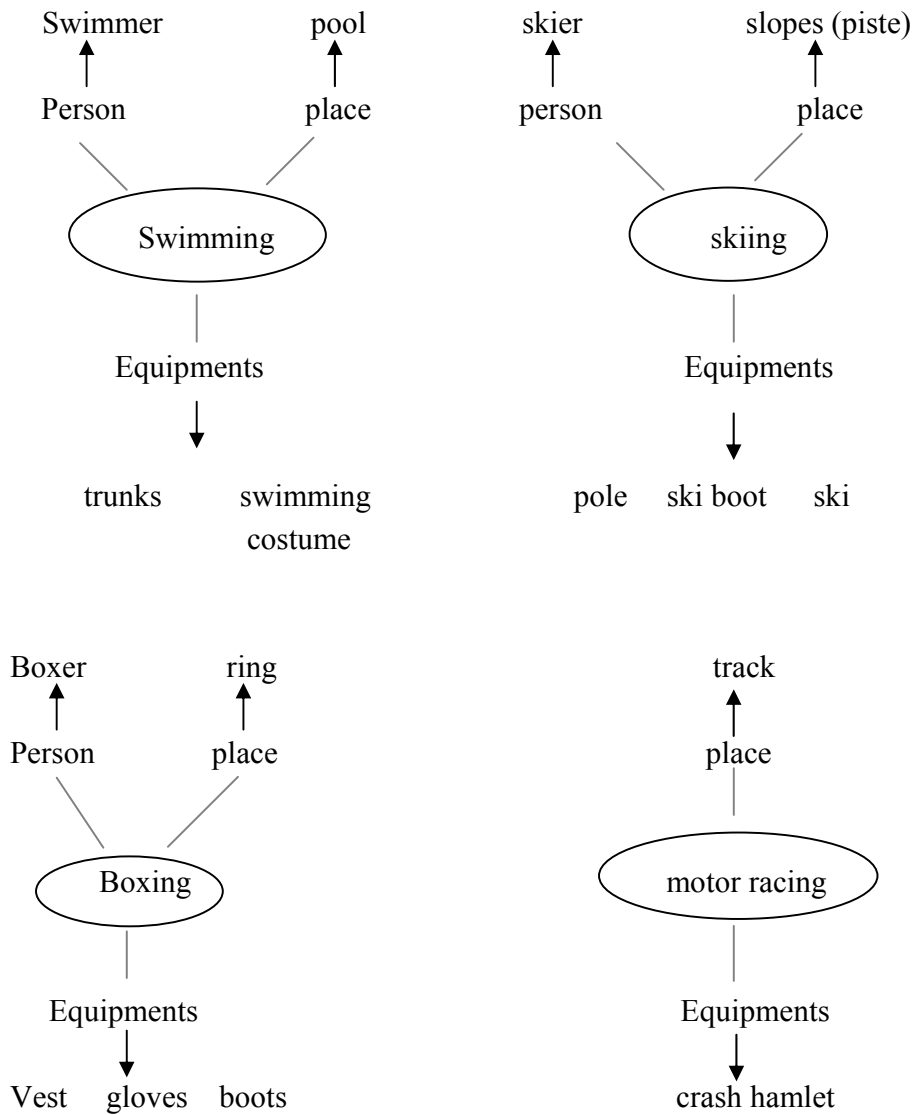 Swimmer pool skier slopes (piste)
Person place person place
Swimming skiing
Equipments Equipments
trunks swimming costume pole ski boot ski
Boxer ring track
Person place place
Boxing motor racing
Equipments Equipments
Vest gloves boots crash hamlet